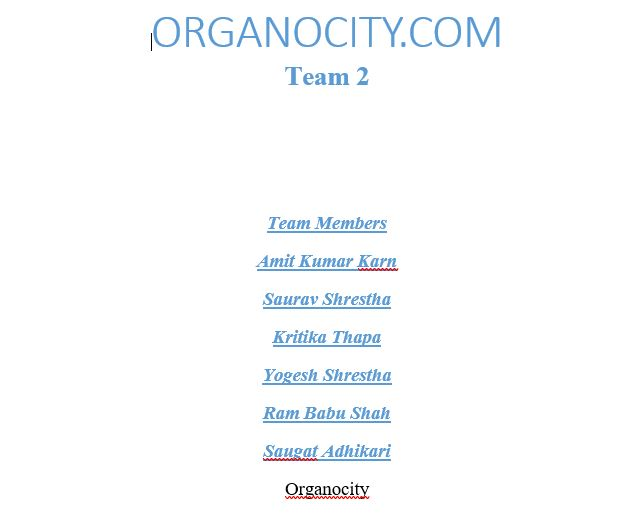 ORGANOCITY.COM
Team 2
Team Members
Amit Kumar Karn
Saurav Shrestha
Kritika Thapa
Yogesh Shrestha
Ram Babu Shah
Saugat Adhikari
Organocity